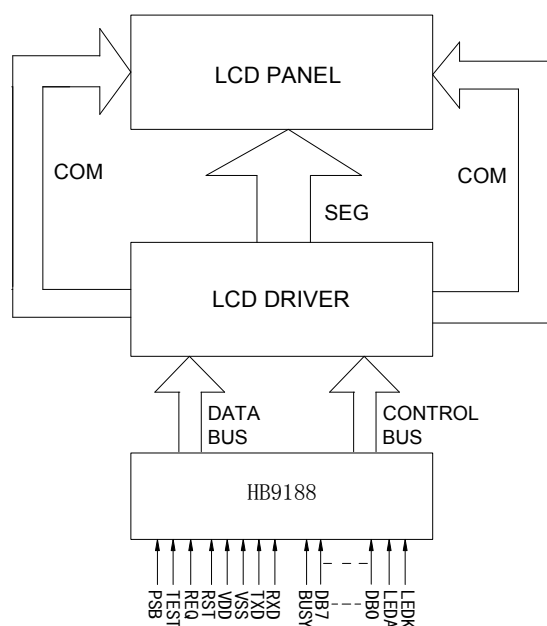 LCD PANEL
COM
COM
SEG
LCD DRIVER
DATA
BUS
CONTROL
BUS
HB9188
PSB
TEST
REQ
RST
VDD
VSS
TXD
RXD
BUSY
DB7
DB0
LEDA
LEDK